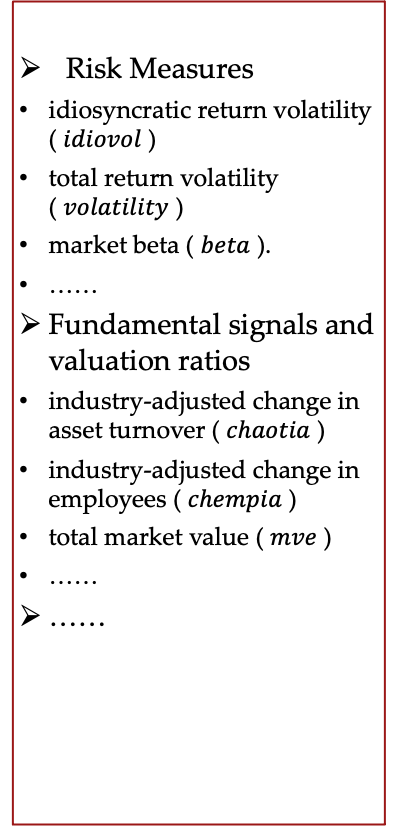 ➢ Risk Measures
• idiosyncratic return volatility
( idiovol )
• total return volatility
( volatility )
• market beta ( beta ).
• ……
➢ Fundamental signals and
valuation ratios
• industry-adjusted change in
asset turnover ( chaotia )
• industry-adjusted change in
employees ( chempia )
• total market value ( mve )
• ……
➢ ……